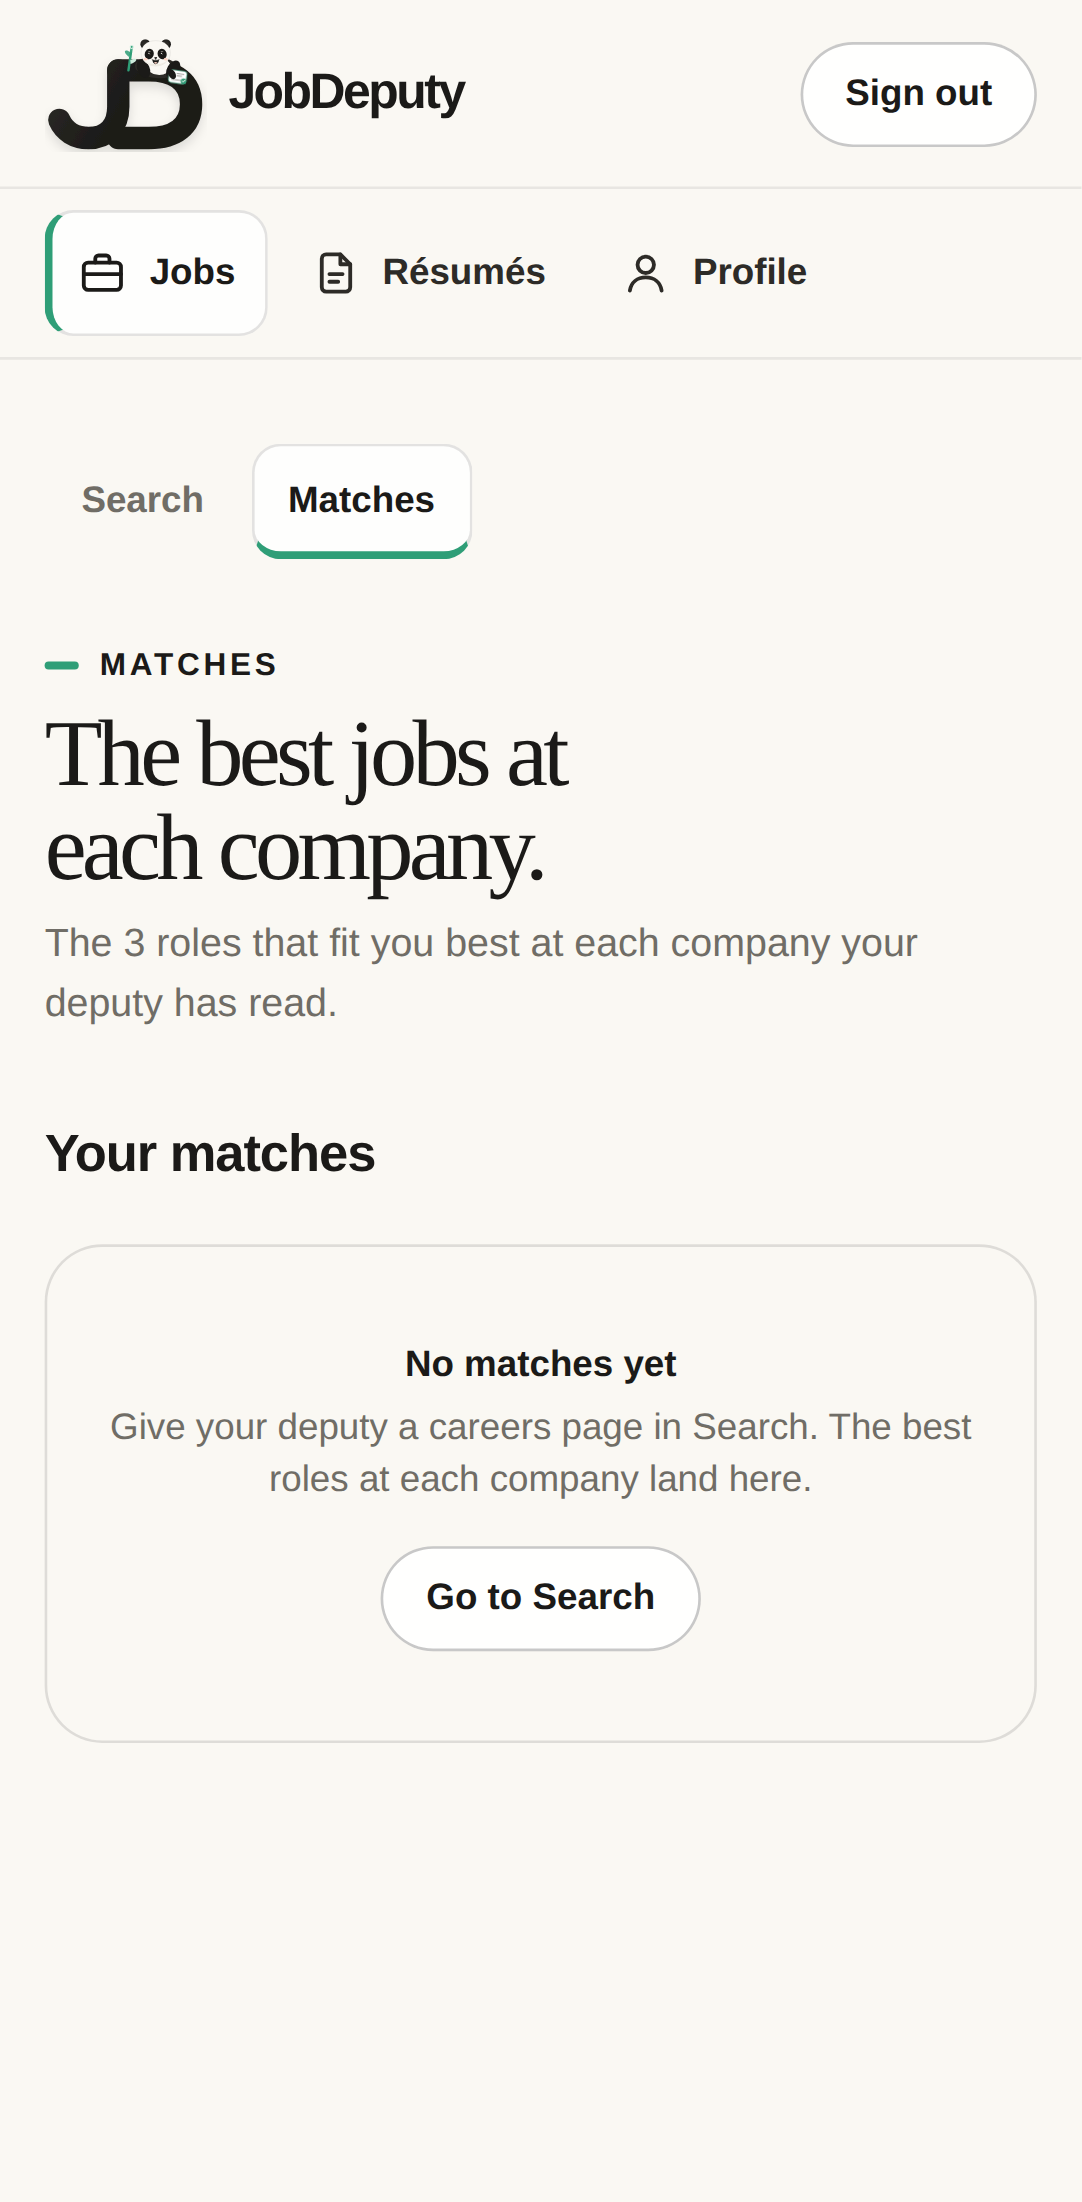 JobDeputy
Sign out
Jobs
Résumés
Profile
Search
Matches
MATCHES
The best jobs at
each company.
The 3 roles that fit you best at each company your
deputy has read.
Your matches
No matches yet
Give your deputy a careers page in Search. The best
roles at each company land here.
Go to Search